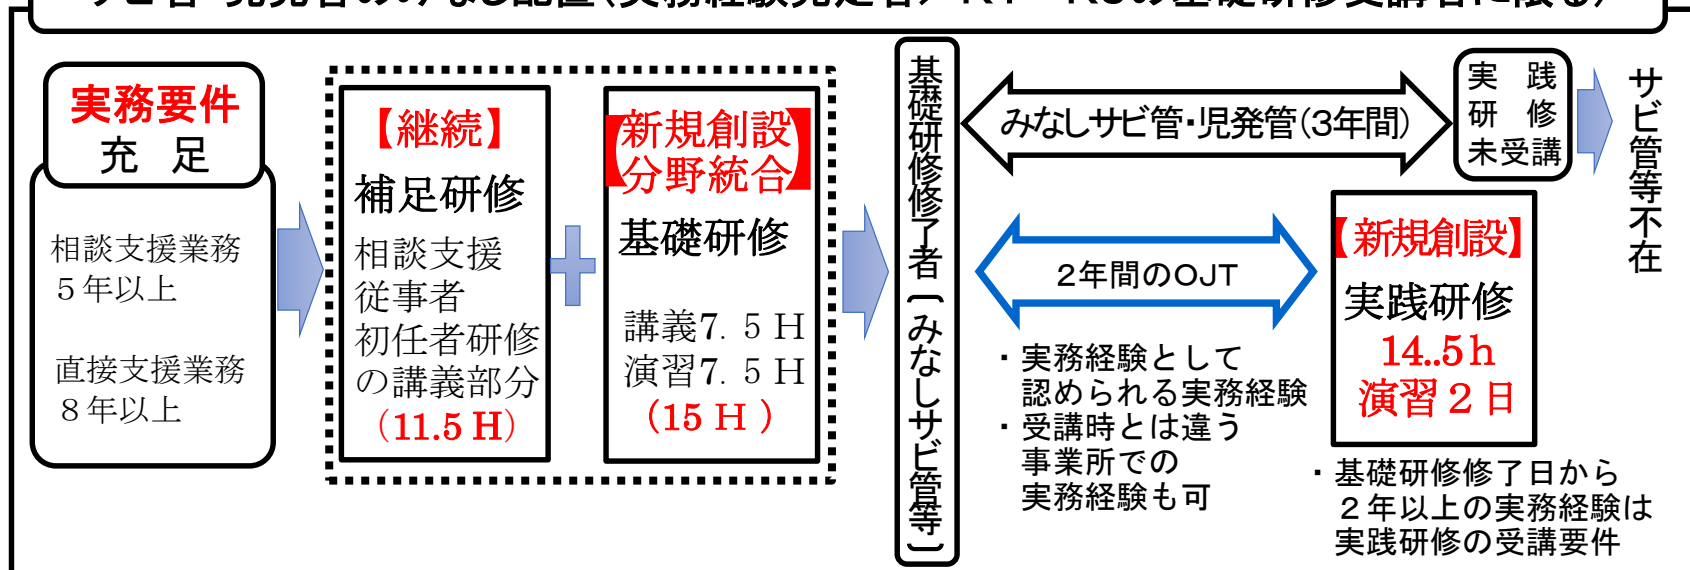 実務要件
充 足
相談支援業務
５年以上
直接支援業務
８年以上
【継続】
補足研修
相談支援
従事者
初任者研修
の講義部分
(11.5 H)
【新規創設
分野統合】
基礎研修
講義7. 5 H
演習7. 5 H
(15 H )
基礎研修修了者〔みなしサビ管等〕
みなしサビ管・児発管(3年間)
実 践
研 修
未受講
サビ管等不在
2年間のOJT
・実務経験として
認められる実務経験
・受講時とは違う
事業所での
実務経験も可
【新規創設】
実践研修
14..5ｈ
演習２日
・基礎研修修了日から
２年以上の実務経験は
実践研修の受講要件